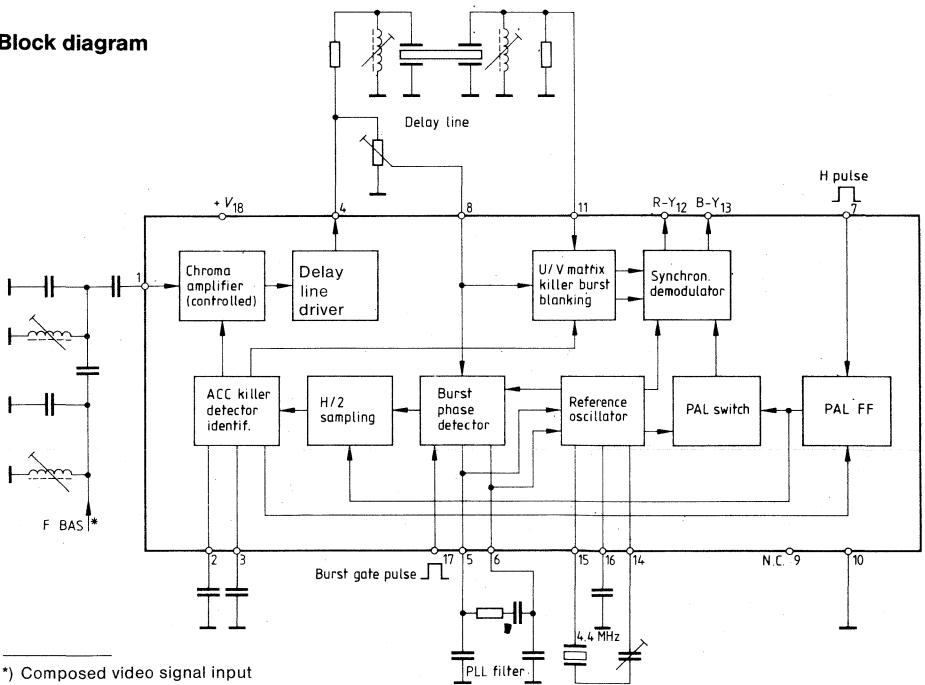 Block diagram
Delay line
H pulse
+ V18
4
8
11
R-Y12
B-Y13
7
1
Chroma
amplifier
(controlled)
Delay
line
driver
U/V matrix
killer burst
blanking
Synchron.
demodulator
ACC killer
detector
identif.
H/2
sampling
Burst
phase
detector
Reference
oscillator
PAL switch
PAL FF
F BAS *
2
3
17
5
6
15
16
14
N.C.
9
10
Burst gate pulse
4.4 MHz
PLL filter
*) Composed video signal input